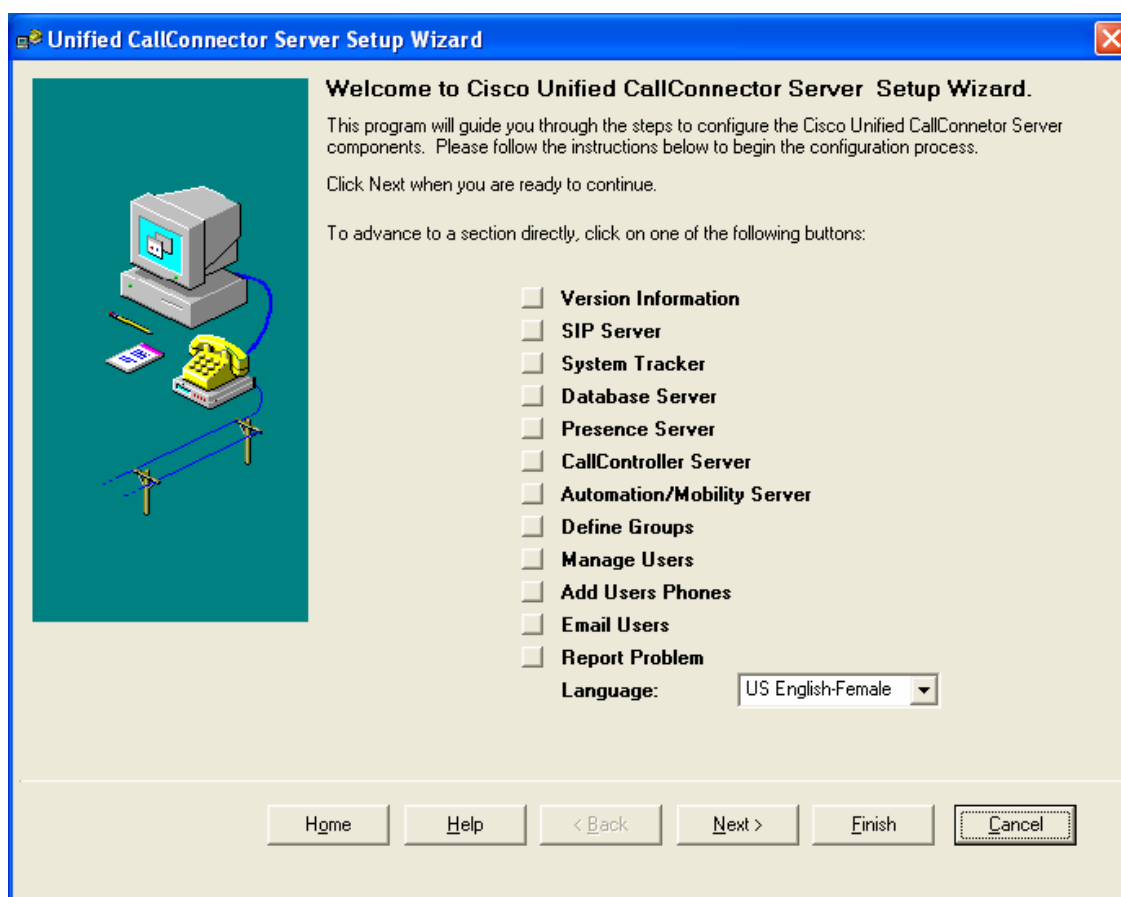 Unified CallConnector Server Setup Wizard
Welcome to Cisco Unified CallConnector Server Setup Wizard.
This program will guide you through the steps to configure the Cisco Unified CallConnetor Server
components. Please follow the instructions below to begin the configuration process.
Click Next when you are ready to continue.
To advance to a section directly, click on one of the following buttons:
Version Information
SIP Server
System Tracker
Database Server
Presence Server
CallController Server
Automation/Mobility Server
Define Groups
Manage Users
Add Users Phones
Email Users
Report Problem
Language: US English-Female
Home Help < Back Next > Finish Cancel